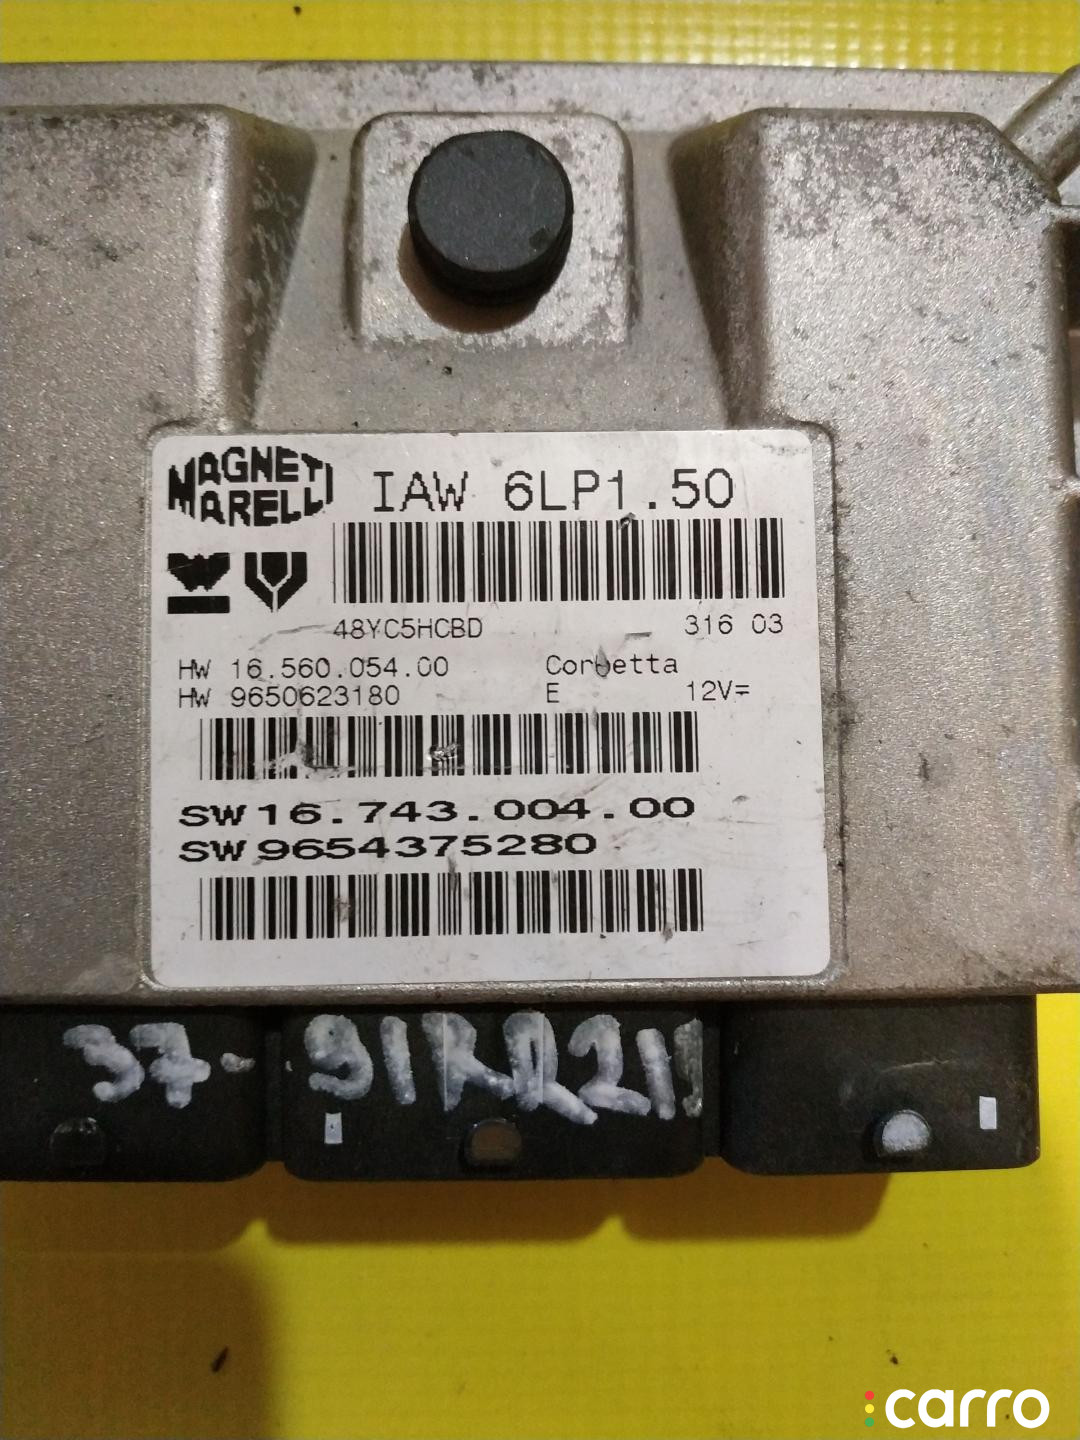 MAGNETI
MARELLI
IAW 6LP1.50
48YC5HCBD 316 03
HW 16.560.054.00 Corbetta
HW 9650623180 E 12V=
SW 16.743.004.00
SW 9654375280
37-
carro